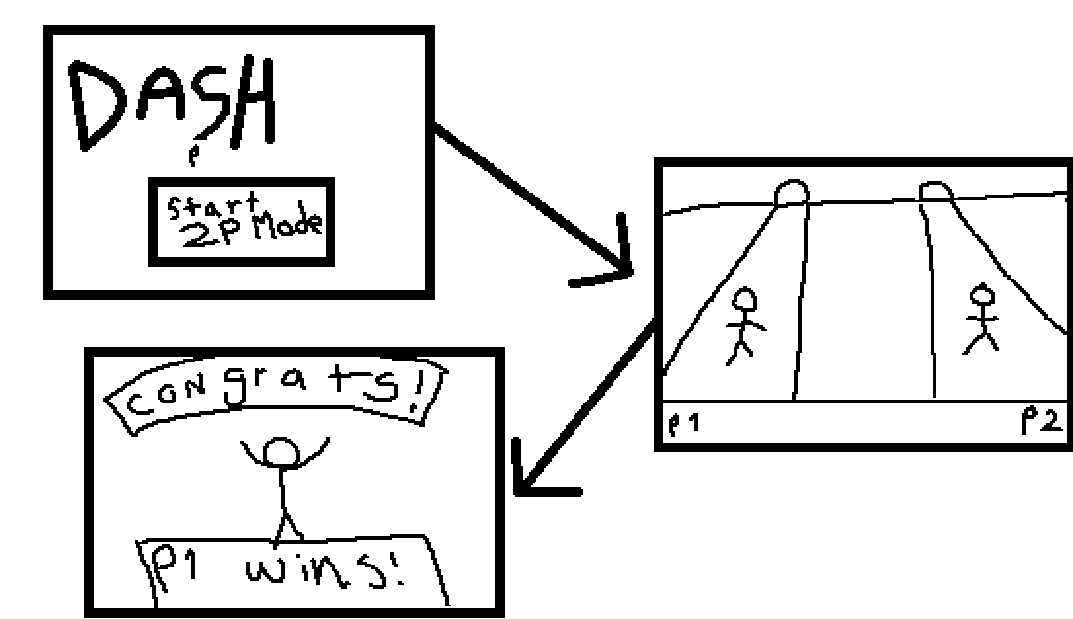 DASH
Start
2P Mode
P1
P2
congrats!
P1 wins!